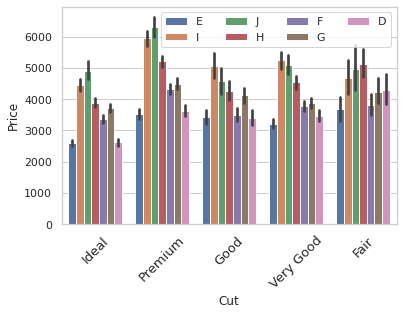 E J F D
I H G
6000
5000
4000
3000
2000
1000
0
Price
Ideal
Premium
Good
Very Good
Fair
Cut